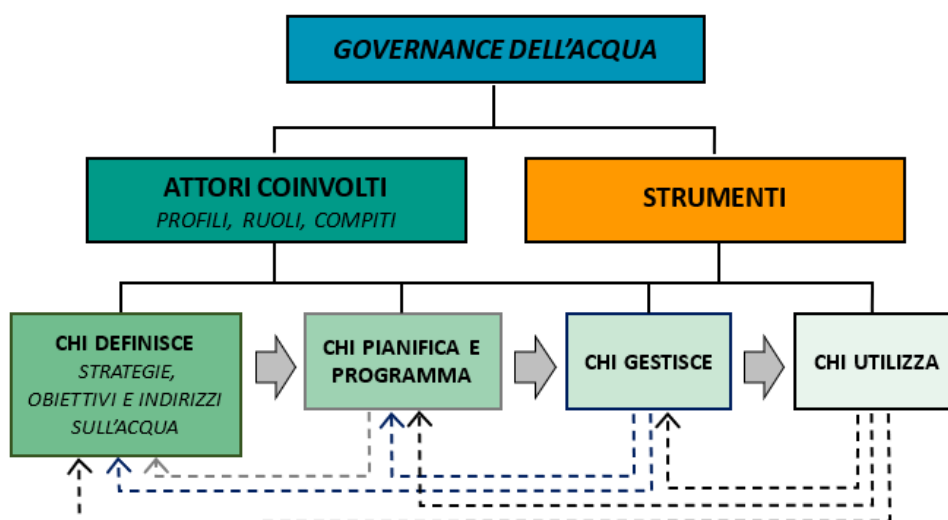 GOVERNANCE DELL’ACQUA
ATTORI COINVOLTI
PROFILI, RUOLI, COMPITI
STRUMENTI
CHI DEFINISCE
STRATEGIE,
OBIETTIVI E INDIRIZZI
SULL’ACQUA
CHI PIANIFICA E
PROGRAMMA
CHI GESTISCE
CHI UTILIZZA